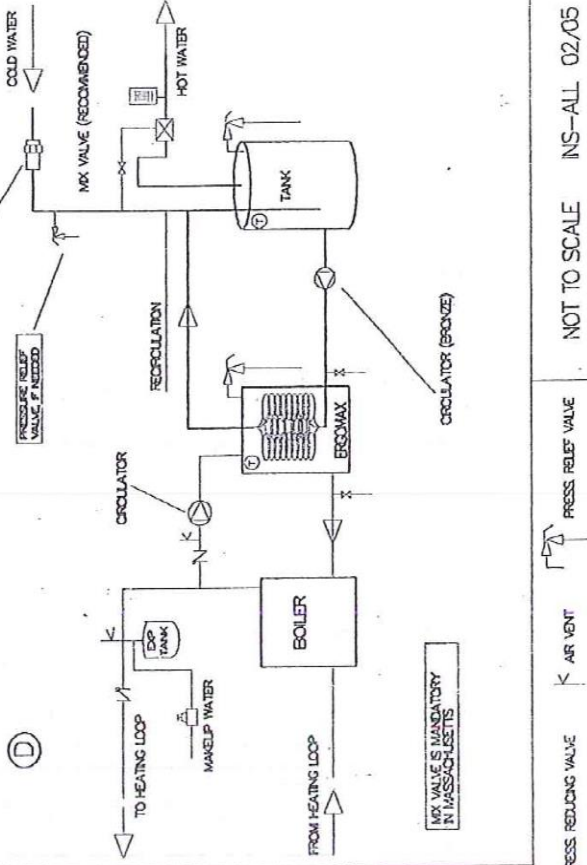 D
TO HEATING LOOP
EXP
TANK
MAKEUP WATER
FROM HEATING LOOP
BOILER
MIX VALVE IS MANDATORY
IN MASSACHUSETTS
CIRCULATOR
T
ERGOMAX
PRESSURE RELIEF
VALVE, IF NEEDED
RECIRCULATION
CIRCULATOR (BRONZE)
COLD WATER
MIX VALVE (RECOMMENDED)
HOT WATER
T
TANK
ESS. REDUCING VALVE
AIR VENT
PRESS. RELIEF VALVE
NOT TO SCALE
INS-ALL 02/05